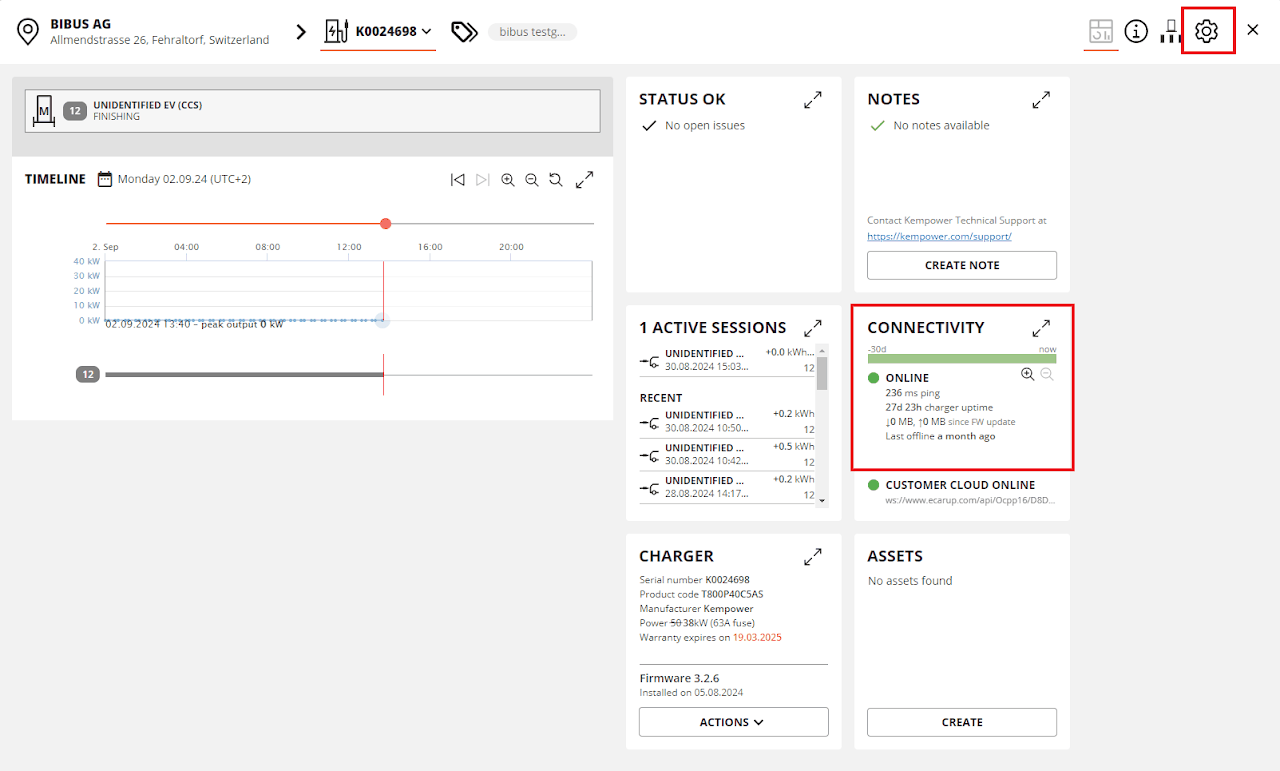 BIBUS AG
Allmendstrasse 26, Fehraltorf, Switzerland
K0024698
bibus testg...
M
12
UNIDENTIFIED EV (CCS)
FINISHING
TIMELINE
Monday 02.09.24 (UTC+2)
2. Sep 04:00 08:00 12:00 16:00 20:00
40 kW
30 kW
20 kW
10 kW
0 kW
02.09.2024 13:40 – peak output 0 kW
12
STATUS OK
No open issues
NOTES
No notes available
Contact Kempower Technical Support at
https://kempower.com/support/
CREATE NOTE
1 ACTIVE SESSIONS
UNIDENTIFIED ... +0.0 kWh...
30.08.2024 15:03... 12
RECENT
UNIDENTIFIED ... +0.2 kWh
30.08.2024 10:50... 12
UNIDENTIFIED ... +0.5 kWh
30.08.2024 10:42... 12
UNIDENTIFIED ... +0.2 kWh
28.08.2024 14:17... 12
CONNECTIVITY
-30d now
ONLINE
236 ms ping
27d 23h charger uptime
↓0 MB, ↑0 MB since FW update
Last offline a month ago
CUSTOMER CLOUD ONLINE
ws://www.ecarup.com/api/Ocpp16/D8D...
CHARGER
Serial number K0024698
Product code T800P40C5AS
Manufacturer Kempower
Power 50 38kW (63A fuse)
Warranty expires on 19.03.2025
Firmware 3.2.6
Installed on 05.08.2024
ACTIONS
ASSETS
No assets found
CREATE